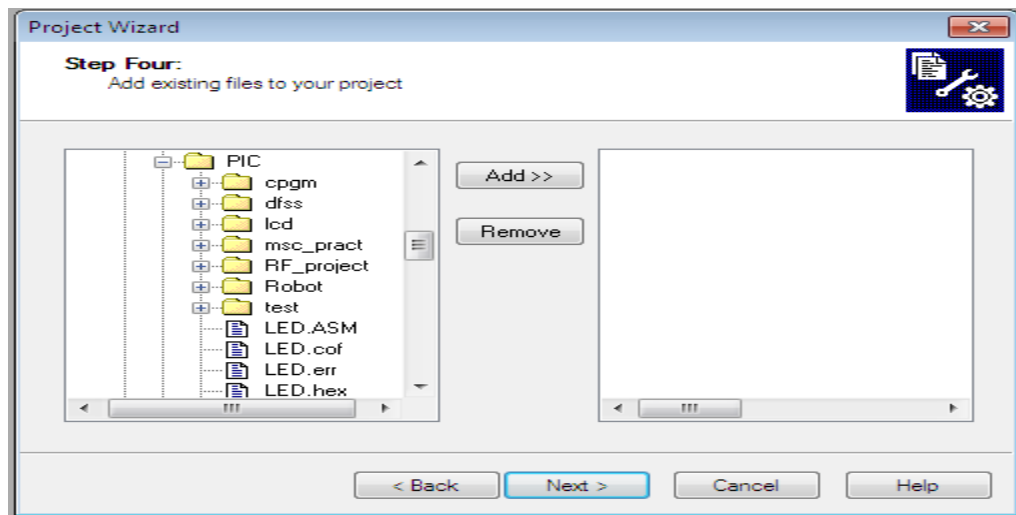 Project Wizard
Step Four:
Add existing files to your project
PIC
cpgm
dfss
lcd
msc_pract
RF_project
Robot
test
LED.ASM
LED.cof
LED.err
LED.hex
Add >>
Remove
< Back
Next >
Cancel
Help